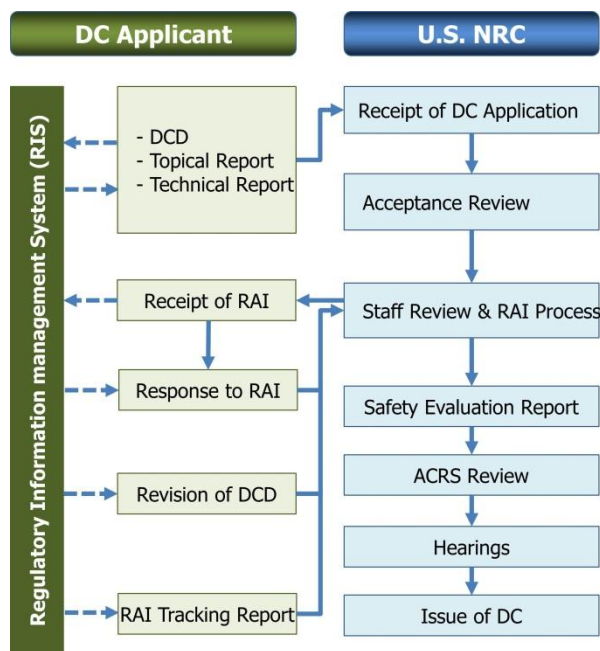 DC Applicant
U.S. NRC
Regulatory Information management System (RIS)
- DCD
- Topical Report
- Technical Report
Receipt of RAI
Response to RAI
Revision of DCD
RAI Tracking Report
Receipt of DC Application
Acceptance Review
Staff Review & RAI Process
Safety Evaluation Report
ACRS Review
Hearings
Issue of DC